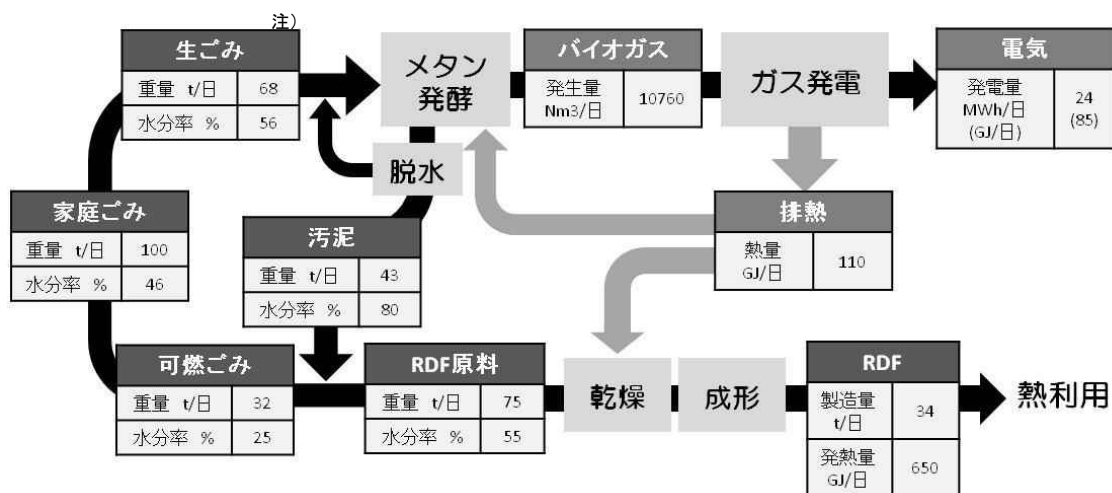 注）
生ごみ
重量 t/日 68
水分率 % 56
メタン
発酵
バイオガス
発生量
Nm3/日
10760
ガス発電
電気
発電量
MWh/日
(GJ/日)
24
(85)
脱水
家庭ごみ
重量 t/日 100
水分率 % 46
汚泥
重量 t/日 43
水分率 % 80
排熱
熱量
GJ/日
110
可燃ごみ
重量 t/日 32
水分率 % 25
RDF原料
重量 t/日 75
水分率 % 55
乾燥
成形
RDF
製造量
t/日
34
発熱量
GJ/日
650
熱利用